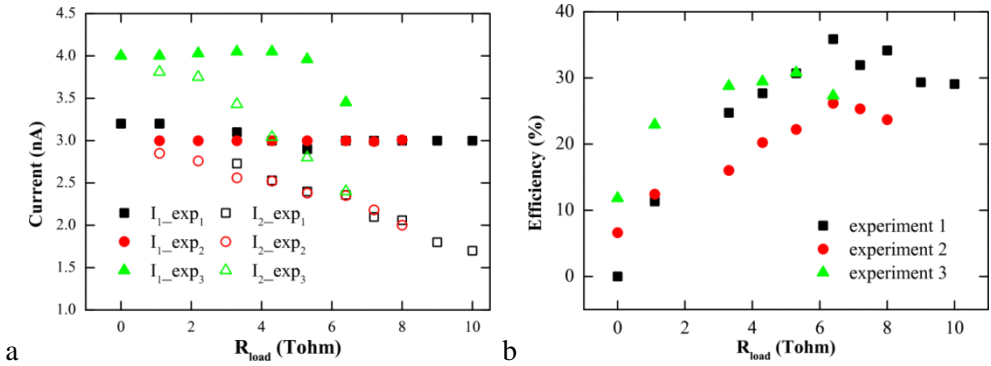 4.5
4.0
3.5
3.0
2.5
2.0
1.5
1.0
Current (nA)
I1_exp1
I2_exp1
I1_exp2
I2_exp2
I1_exp3
I2_exp3
0 2 4 6 8 10
Rload (Tohm)
a
40
30
20
10
0
Efficiency (%)
experiment 1
experiment 2
experiment 3
0 2 4 6 8 10
Rload (Tohm)
b